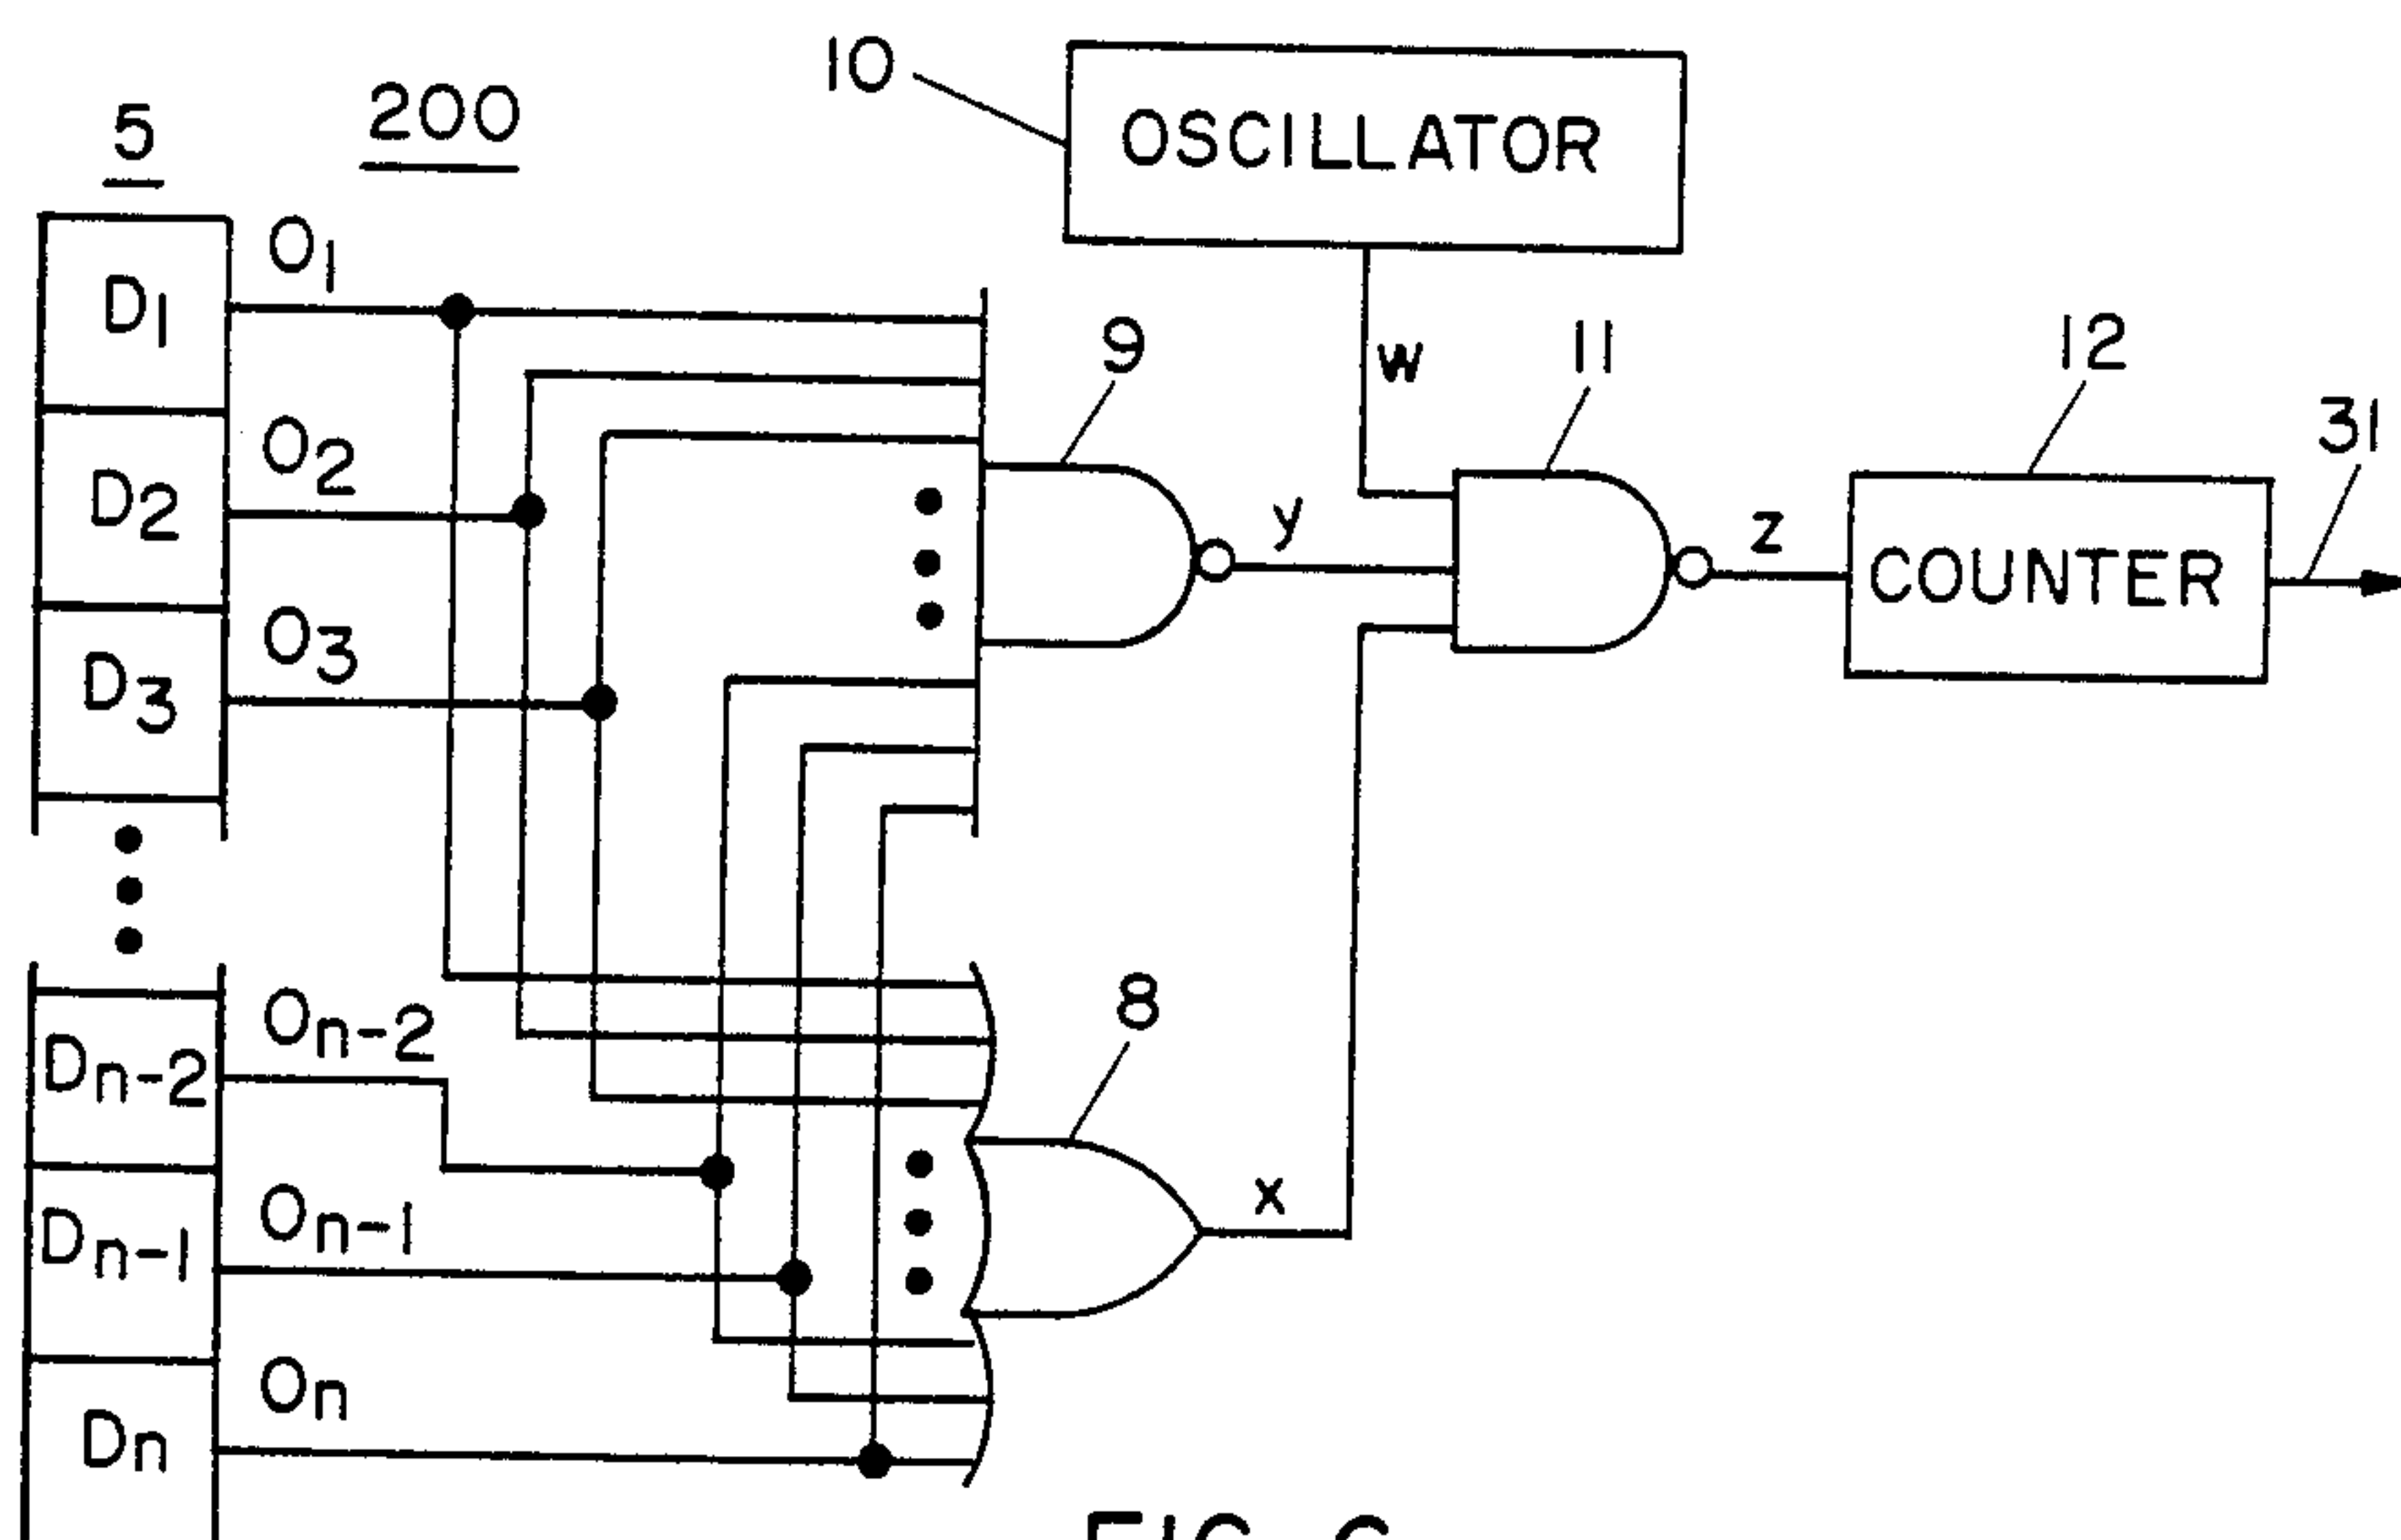 10
OSCILLATOR
5
200
O1
D1
9
w
11
12
31
O2
D2
y
z
COUNTER
O3
D3
8
On-2
Dn-2
x
On-1
Dn-1
On
Dn
FIG.